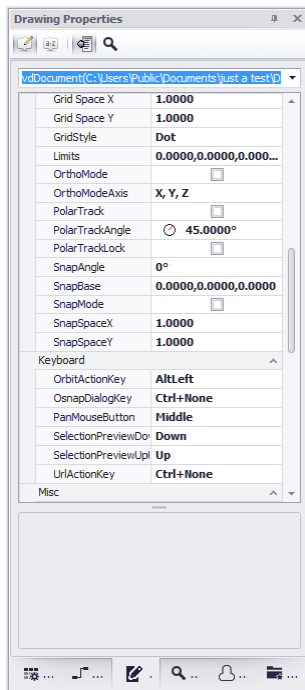 Drawing Properties
a-z
vdDocument(C:\Users\Public\Documents\just a test\D
Grid Space X 1.0000
Grid Space Y 1.0000
GridStyle Dot
Limits 0.0000,0.0000,0.000...
OrthoMode
OrthoModeAxis X, Y, Z
PolarTrack
PolarTrackAngle 45.0000°
PolarTrackLock
SnapAngle 0°
SnapBase 0.0000,0.0000,0.0000
SnapMode
SnapSpaceX 1.0000
SnapSpaceY 1.0000
Keyboard
OrbitActionKey AltLeft
OsnapDialogKey Ctrl+None
PanMouseButton Middle
SelectionPreviewDo Down
SelectionPreviewUp Up
UrlActionKey Ctrl+None
Misc
... ... . ... ... ...